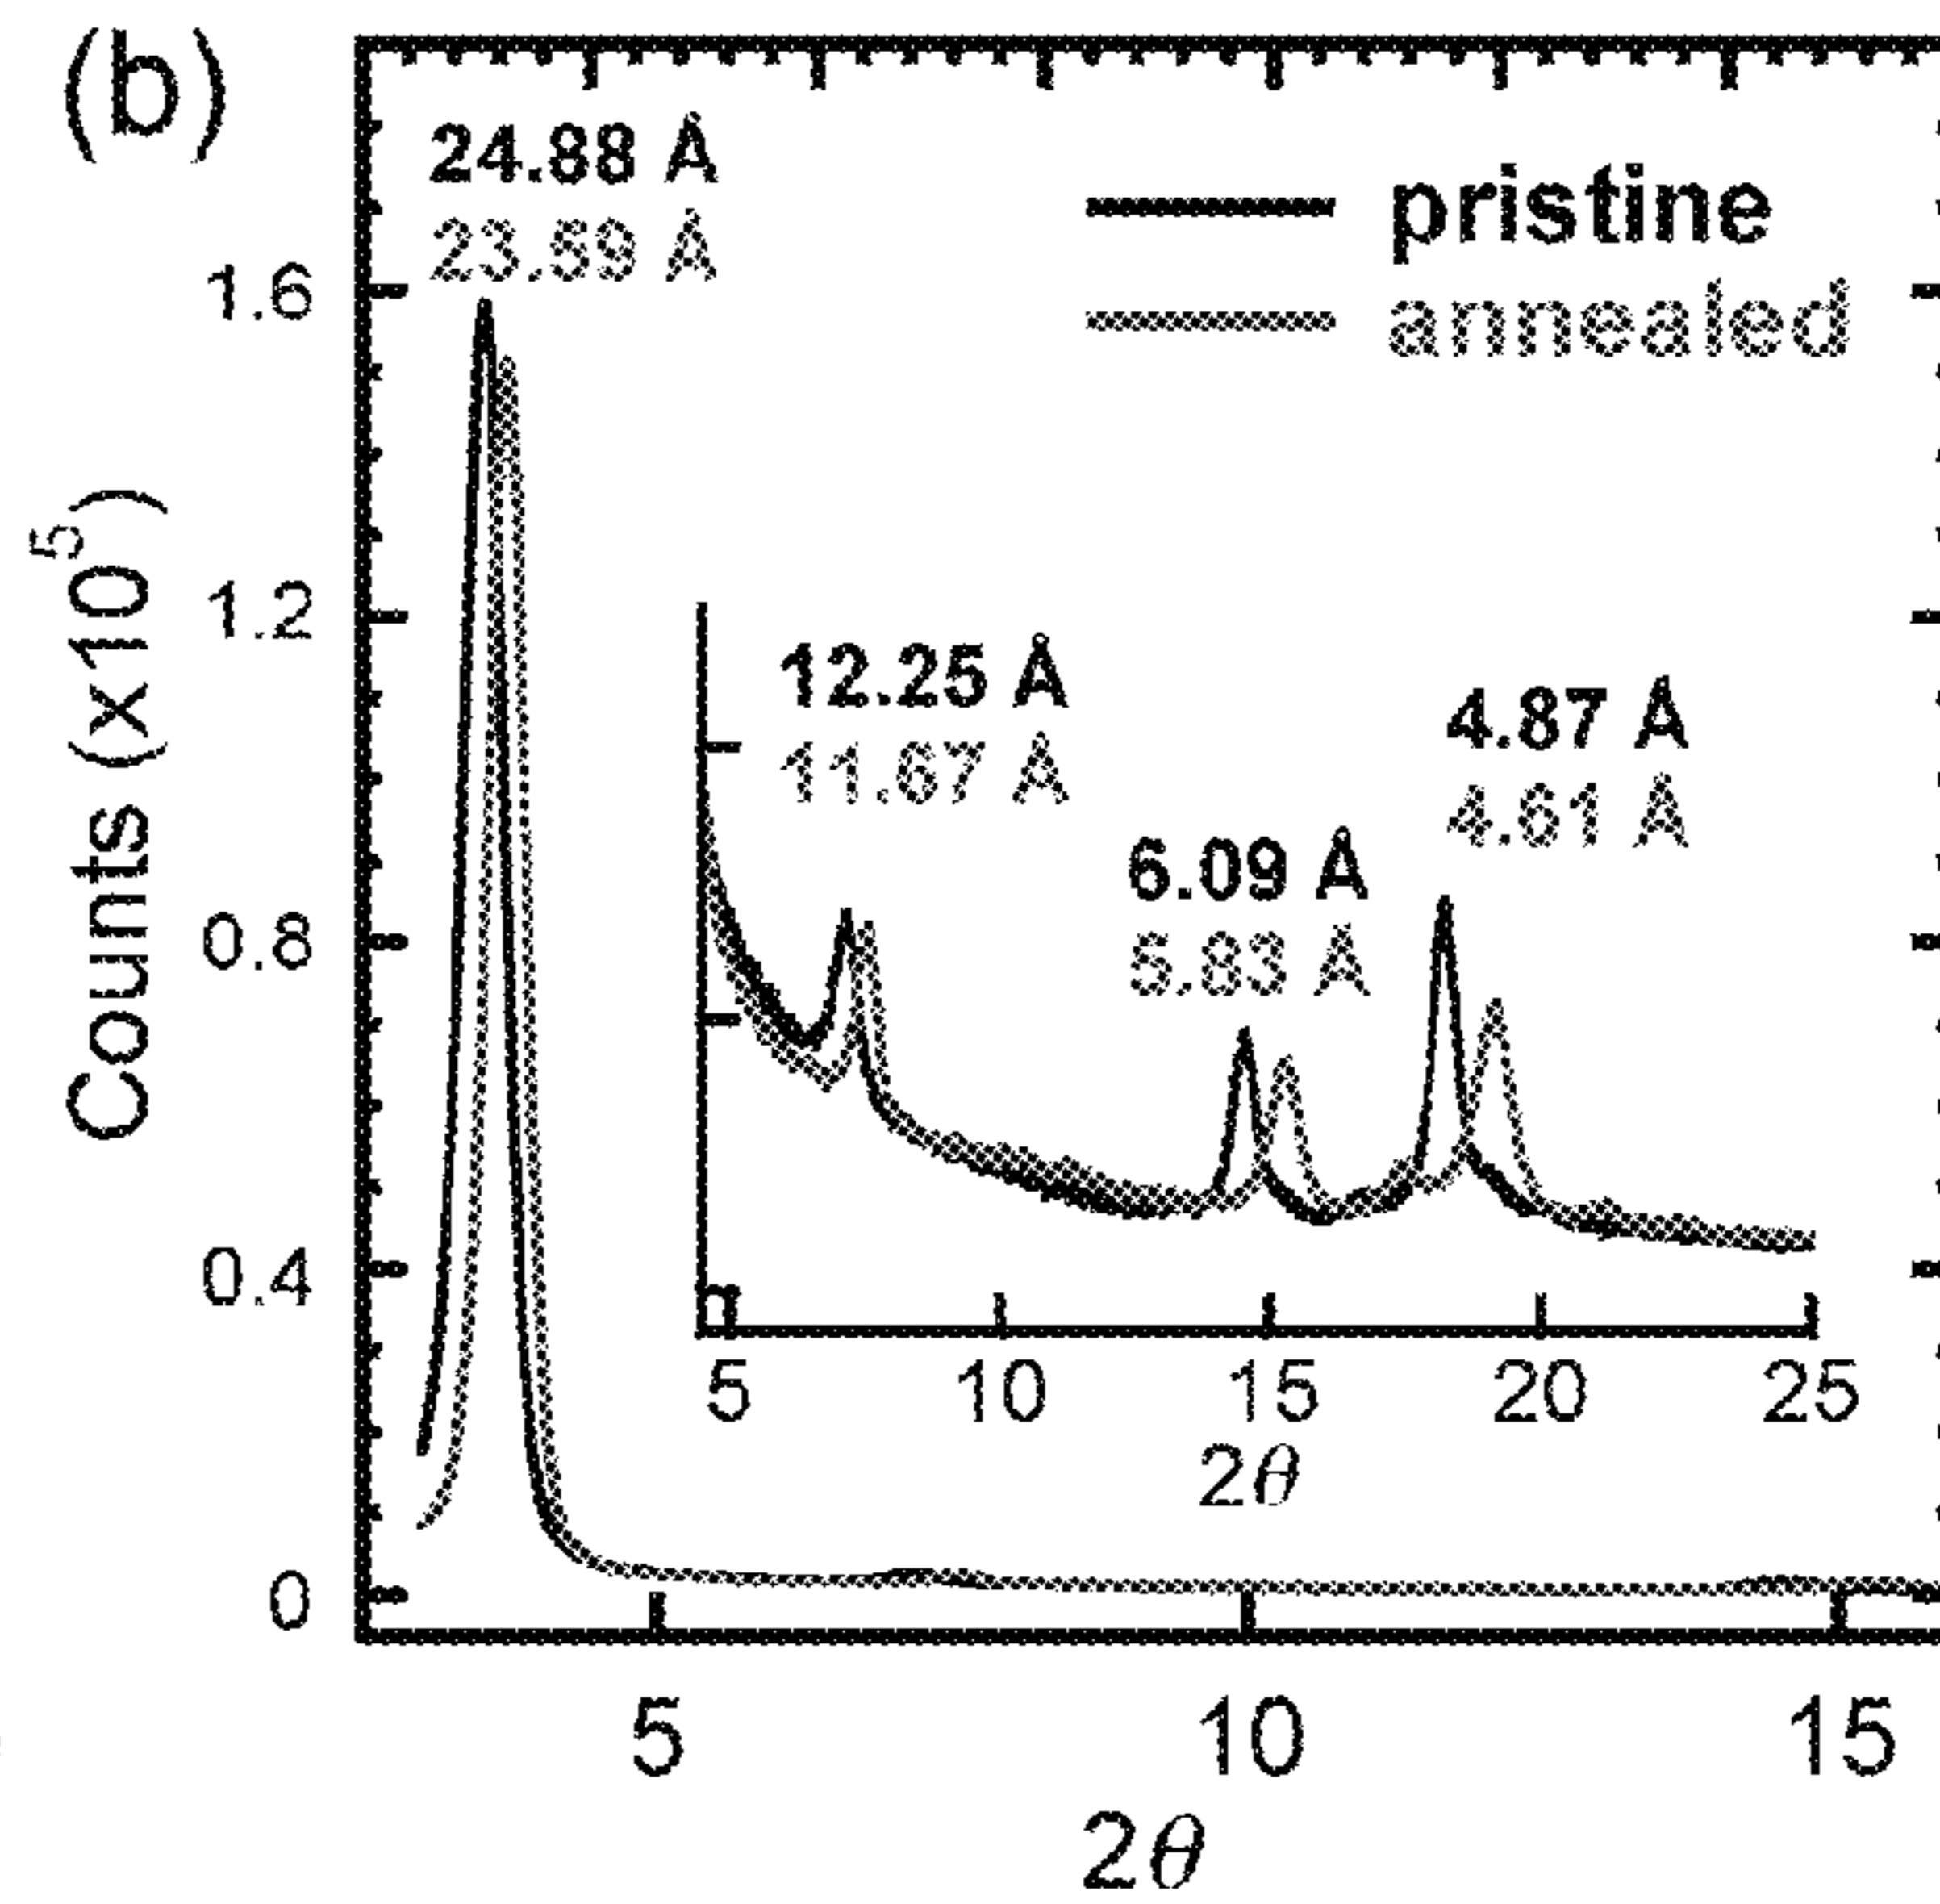 (b)
24.88 Å
23.59 Å
pristine
annealed
Counts (x10⁵)
1.6
1.2
0.8
0.4
0
12.25 Å
11.67 Å
6.09 Å
5.83 Å
4.87 Å
4.61 Å
5 10 15 20 25
2θ
5 10 15
2θ